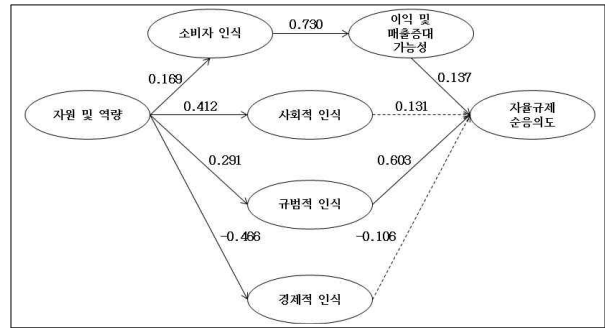 소비자 인식
0.730
이익 및
매출증대
가능성
0.169
0.137
자원 및 역량
0.412
사회적 인식
0.131
자율규제
순응의도
0.291
0.603
규범적 인식
-0.466
-0.106
경제적 인식